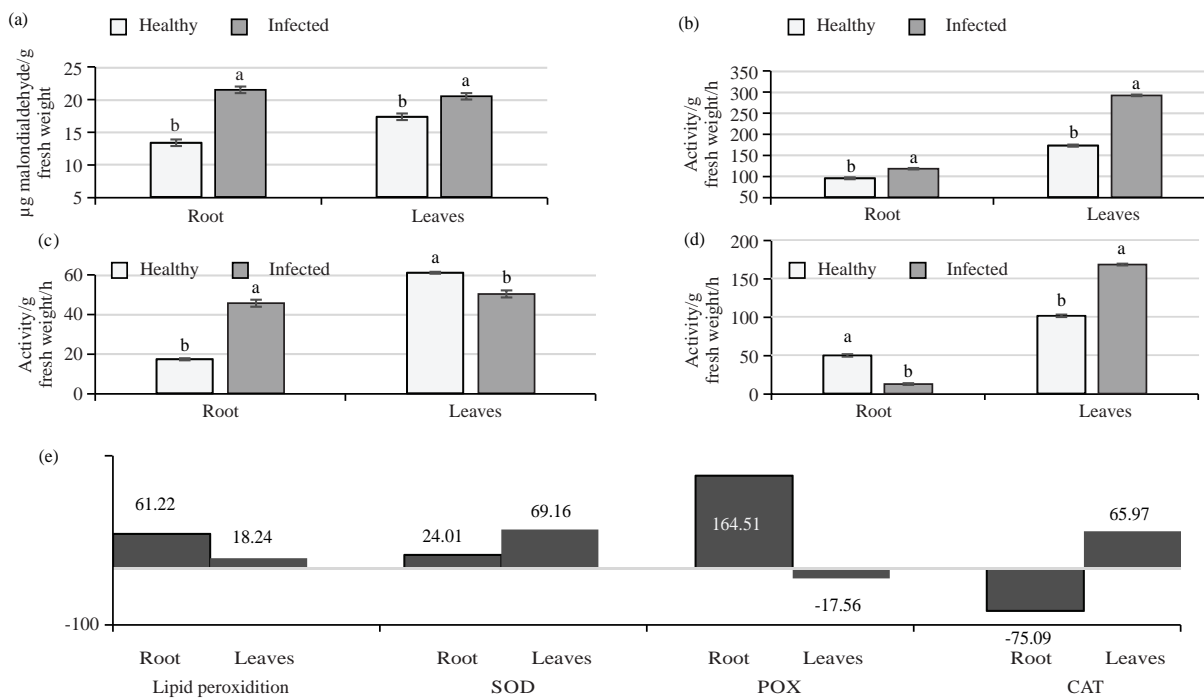 (a)
Healthy
Infected
µg malondialdehyde/g
fresh weight
25
20
15
10
5
b
a
b
a
Root
Leaves
(b)
Healthy
Infected
Activity/g
fresh weight/h
350
300
250
200
150
100
50
b
a
b
a
Root
Leaves
(c)
Healthy
Infected
Activity/g
fresh weight/h
60
40
20
0
b
a
a
b
Root
Leaves
(d)
Healthy
Infected
Activity/g
fresh weight/h
200
150
100
50
0
a
b
b
a
Root
Leaves
(e)
61.22
18.24
24.01
69.16
164.51
-17.56
-75.09
65.97
-100
Root Leaves Root Leaves Root Leaves Root Leaves
Lipid peroxidition SOD POX CAT